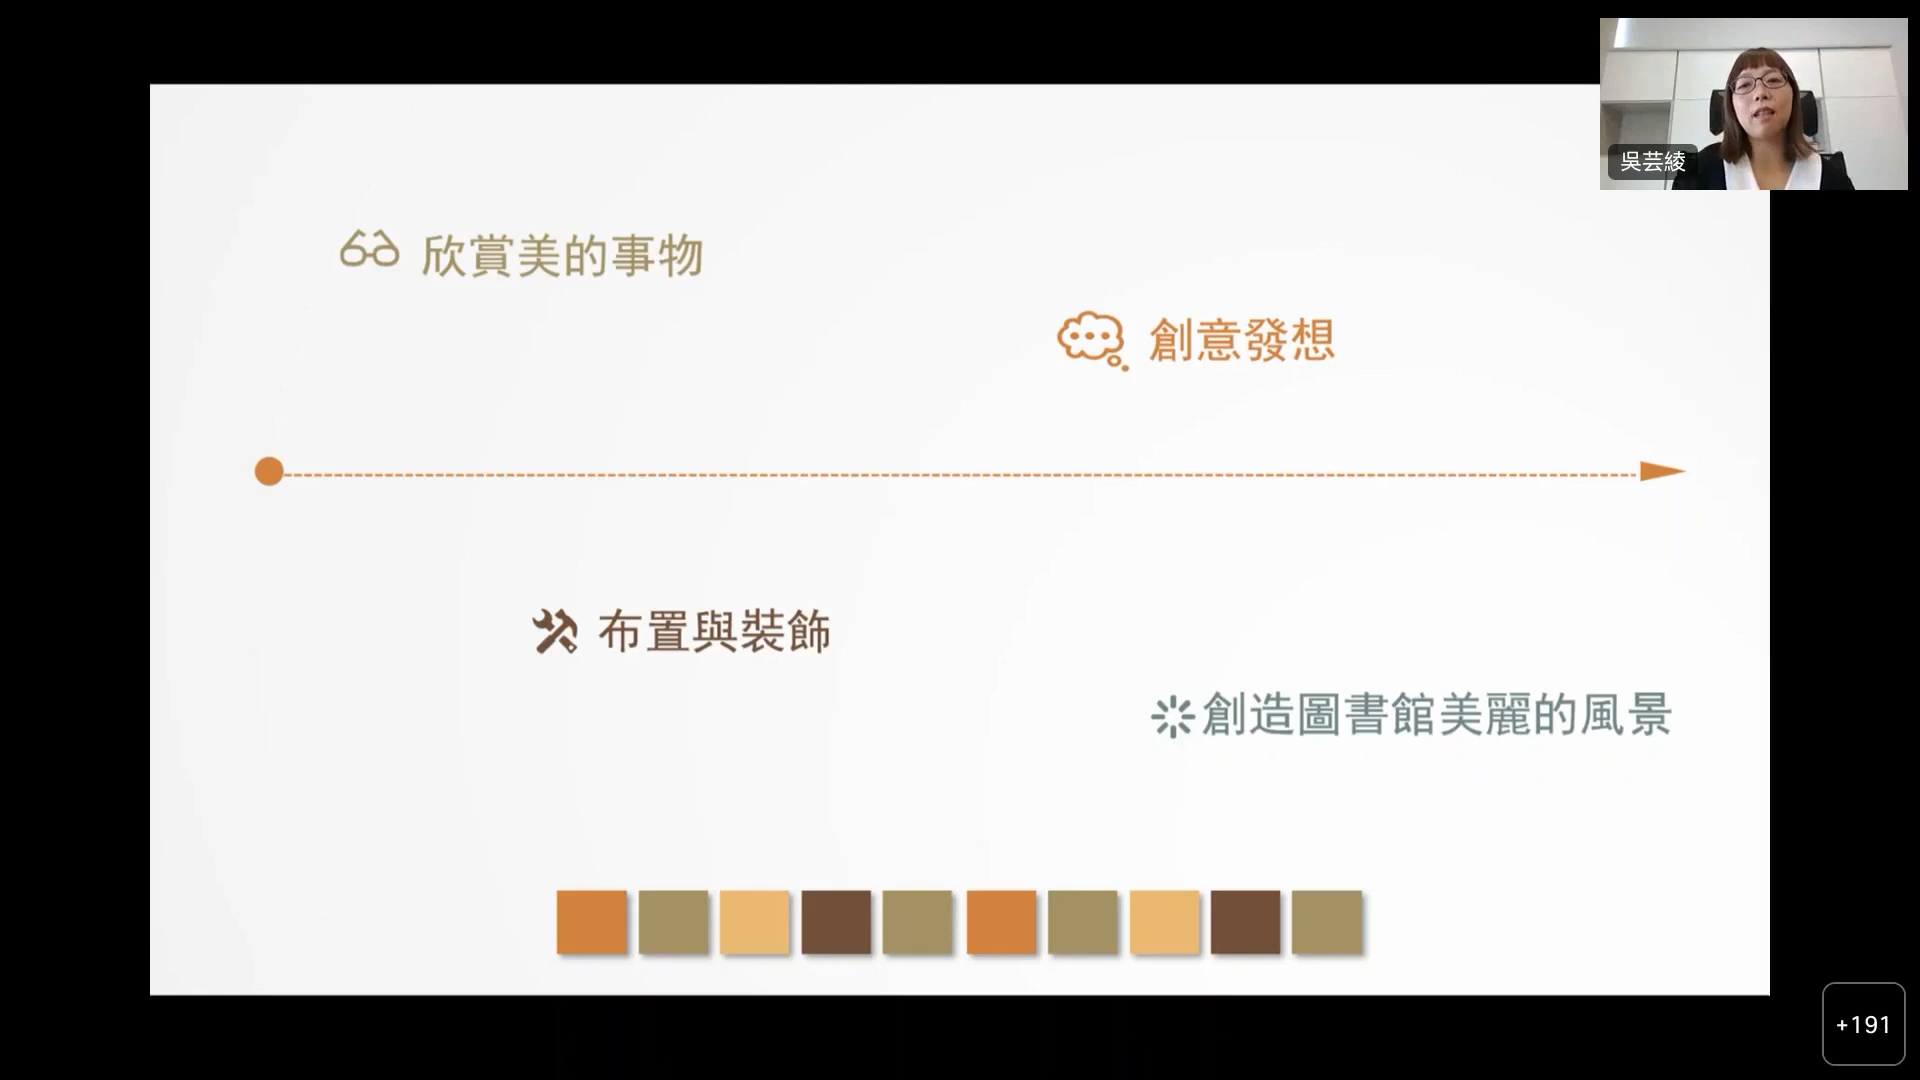 吳芸綾
欣賞美的事物
創意發想
布置與裝飾
創造圖書館美麗的風景
+191